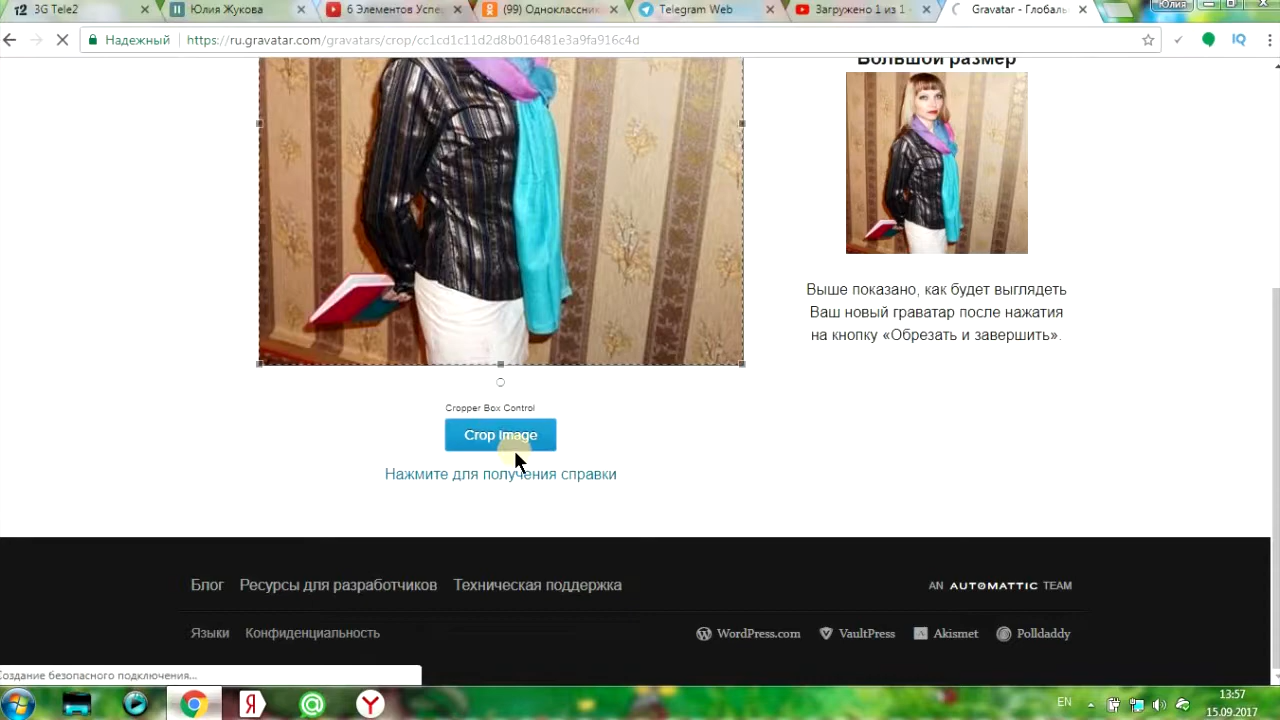 3G Tele2
Юлия Жукова
6 Элементов Успе
(99) Одноклассник
Telegram Web
Загружено 1 из 1 -
Gravatar - Глобаль
Юлия
Надежный
https://ru.gravatar.com/gravatars/crop/cc1cd1c11d2d8b016481e3a9fa916c4d
IQ
Большой размер
Выше показано, как будет выглядеть
Ваш новый граватар после нажатия
на кнопку «Обрезать и завершить».
Cropper Box Control
Crop Image
Нажмите для получения справки
Блог Ресурсы для разработчиков Техническая поддержка
AN AUTOMATTIC TEAM
Языки Конфиденциальность
WordPress.com VaultPress Akismet Polldaddy
Создание безопасного подключения...
EN
13:57
15.09.2017